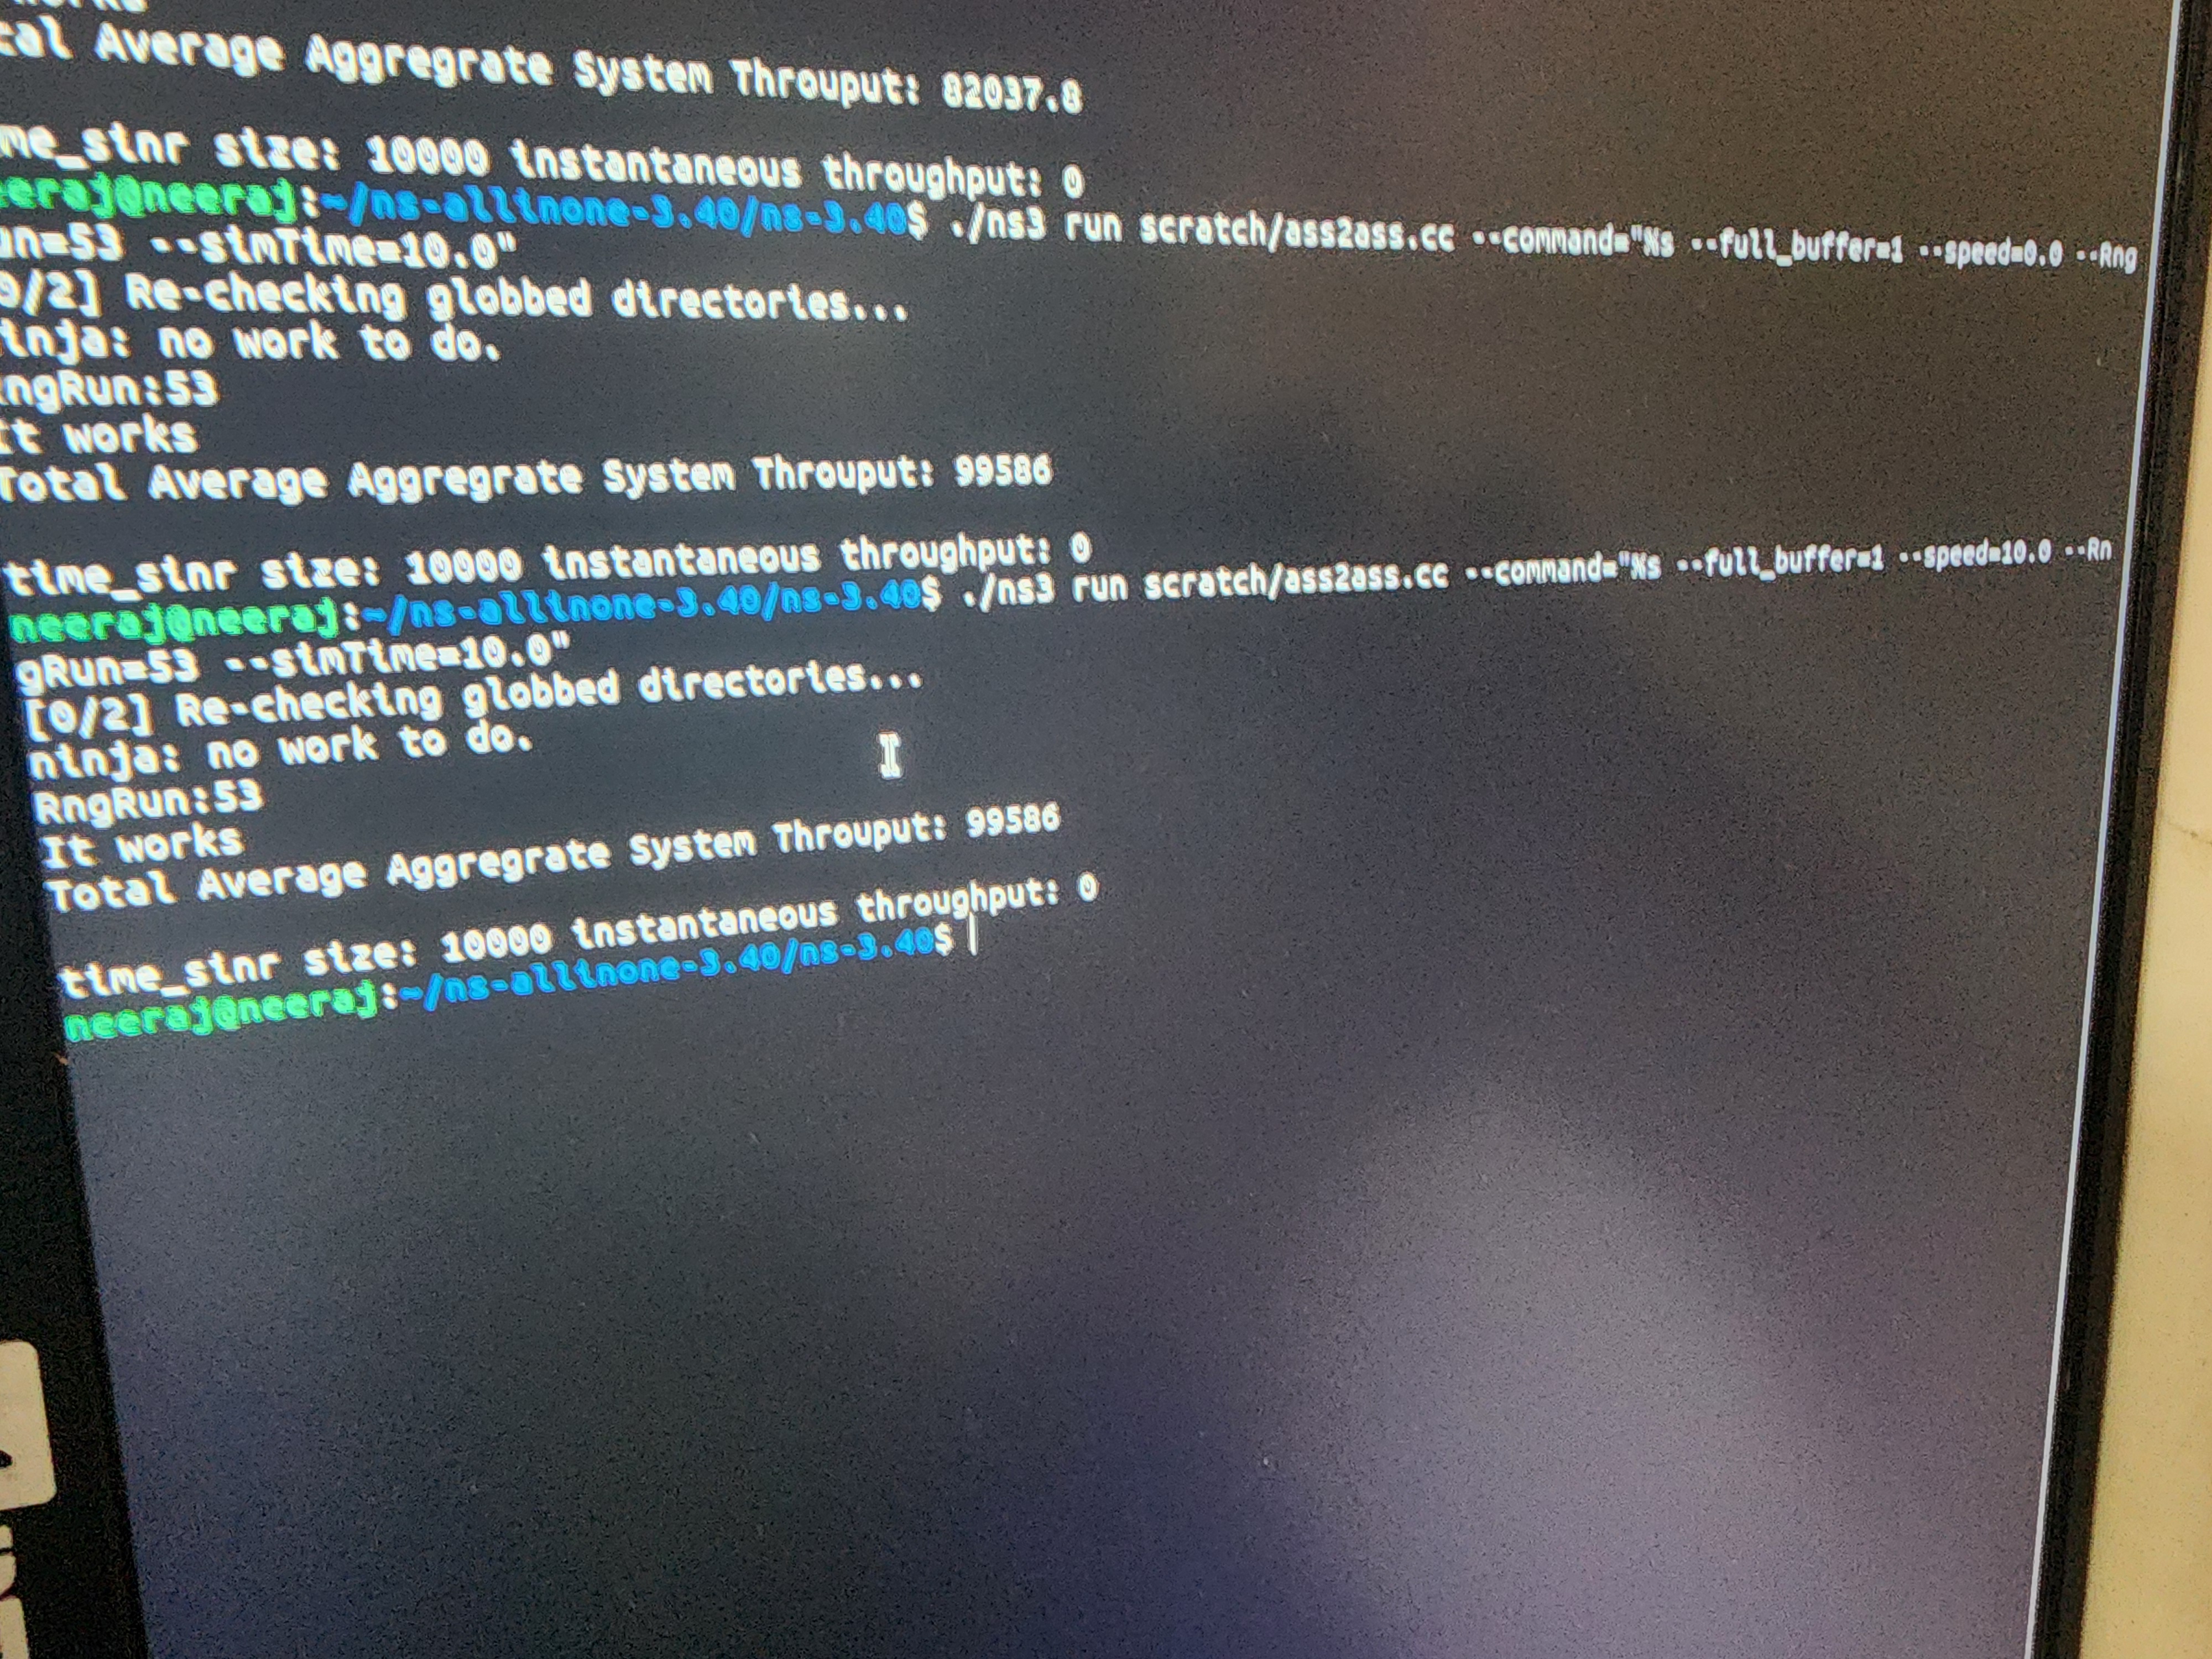 tal Average Aggregrate System Throuput: 82037.8
me_sinr size: 10000 instantaneous throughput: 0
eeraj@neeraj:~/ns-allinone-3.40/ns-3.40$ ./ns3 run scratch/ass2ass.cc --command="%s --full_buffer=1 --speed=0.0 --Rng
un=53 --simTime=10.0"
0/2] Re-checking globbed directories...
inja: no work to do.
ngRun:53
It works
Total Average Aggregrate System Throuput: 99586
time_sinr size: 10000 instantaneous throughput: 0
neeraj@neeraj:~/ns-allinone-3.40/ns-3.40$ ./ns3 run scratch/ass2ass.cc --command="%s --full_buffer=1 --speed=10.0 --Rn
gRun=53 --simTime=10.0"
[0/2] Re-checking globbed directories...
ninja: no work to do.
RngRun:53
It works
Total Average Aggregrate System Throuput: 99586
time_sinr size: 10000 instantaneous throughput: 0
neeraj@neeraj:~/ns-allinone-3.40/ns-3.40$